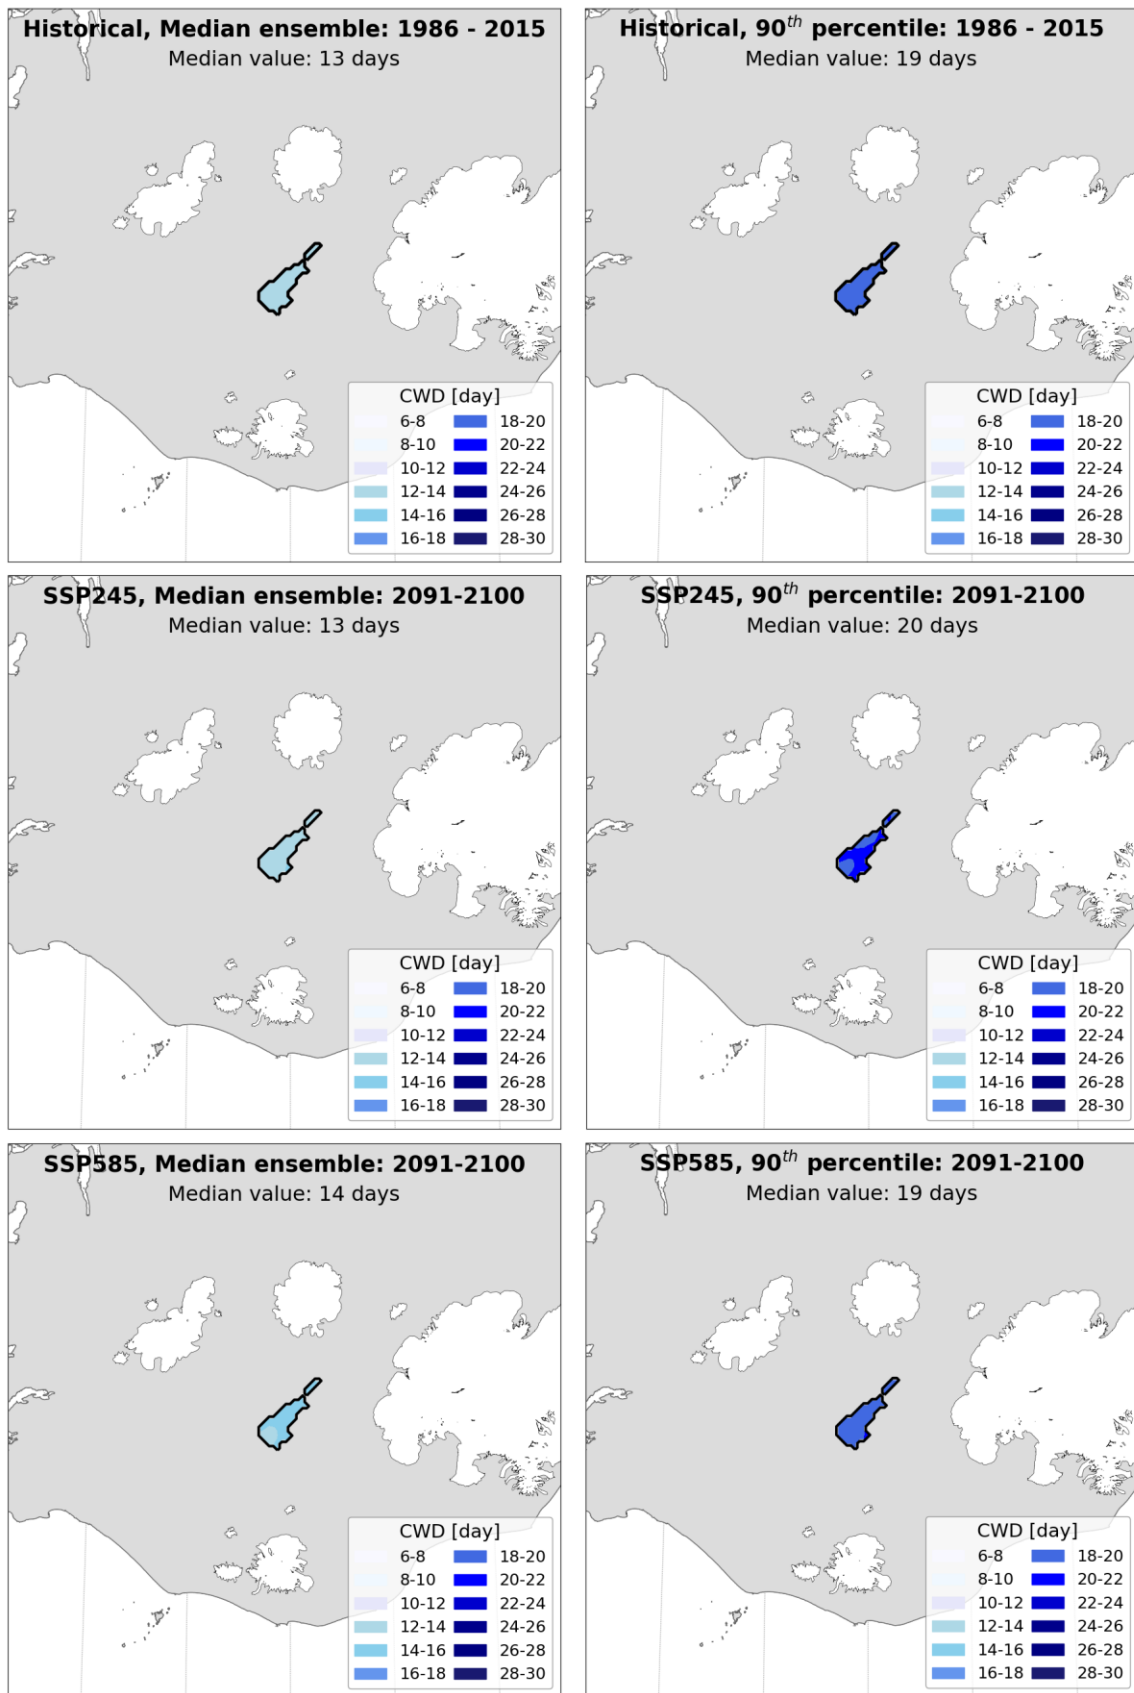 Historical, Median ensemble: 1986 - 2015
Median value: 13 days
CWD [day]
6-8 18-20
8-10 20-22
10-12 22-24
12-14 24-26
14-16 26-28
16-18 28-30
Historical, 90th percentile: 1986 - 2015
Median value: 19 days
CWD [day]
6-8 18-20
8-10 20-22
10-12 22-24
12-14 24-26
14-16 26-28
16-18 28-30
SSP245, Median ensemble: 2091-2100
Median value: 13 days
CWD [day]
6-8 18-20
8-10 20-22
10-12 22-24
12-14 24-26
14-16 26-28
16-18 28-30
SSP245, 90th percentile: 2091-2100
Median value: 20 days
CWD [day]
6-8 18-20
8-10 20-22
10-12 22-24
12-14 24-26
14-16 26-28
16-18 28-30
SSP585, Median ensemble: 2091-2100
Median value: 14 days
CWD [day]
6-8 18-20
8-10 20-22
10-12 22-24
12-14 24-26
14-16 26-28
16-18 28-30
SSP585, 90th percentile: 2091-2100
Median value: 19 days
CWD [day]
6-8 18-20
8-10 20-22
10-12 22-24
12-14 24-26
14-16 26-28
16-18 28-30